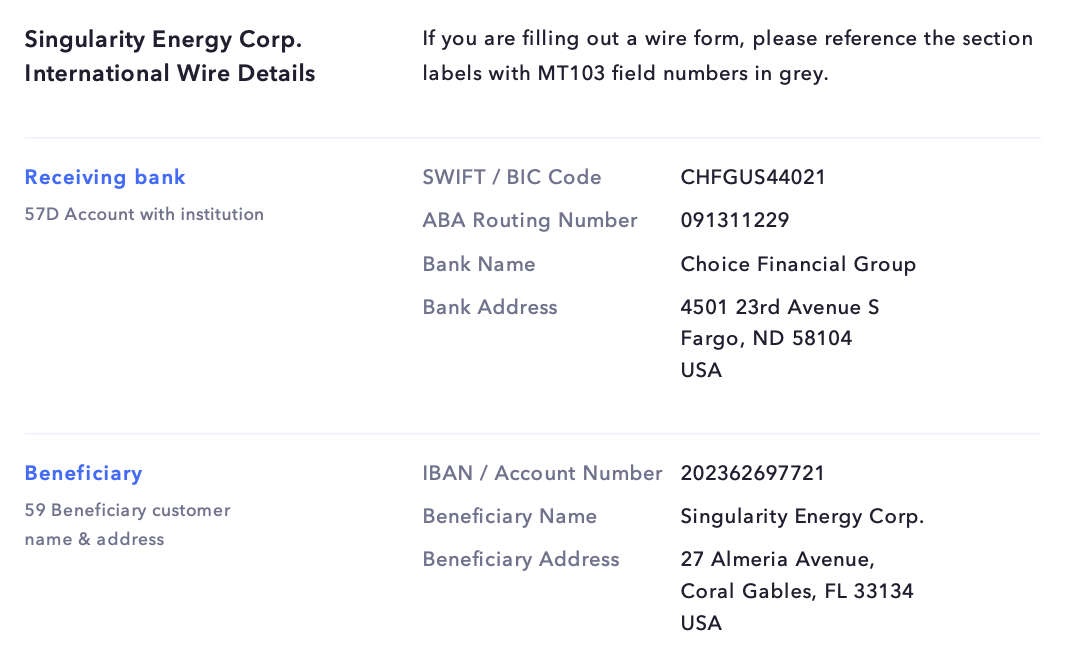 Singularity Energy Corp.
International Wire Details
If you are filling out a wire form, please reference the section
labels with MT103 field numbers in grey.
Receiving bank
57D Account with institution
SWIFT / BIC Code CHFGUS44021
ABA Routing Number 091311229
Bank Name Choice Financial Group
Bank Address 4501 23rd Avenue S
Fargo, ND 58104
USA
Beneficiary
59 Beneficiary customer
name & address
IBAN / Account Number 202362697721
Beneficiary Name Singularity Energy Corp.
Beneficiary Address 27 Almeria Avenue,
Coral Gables, FL 33134
USA